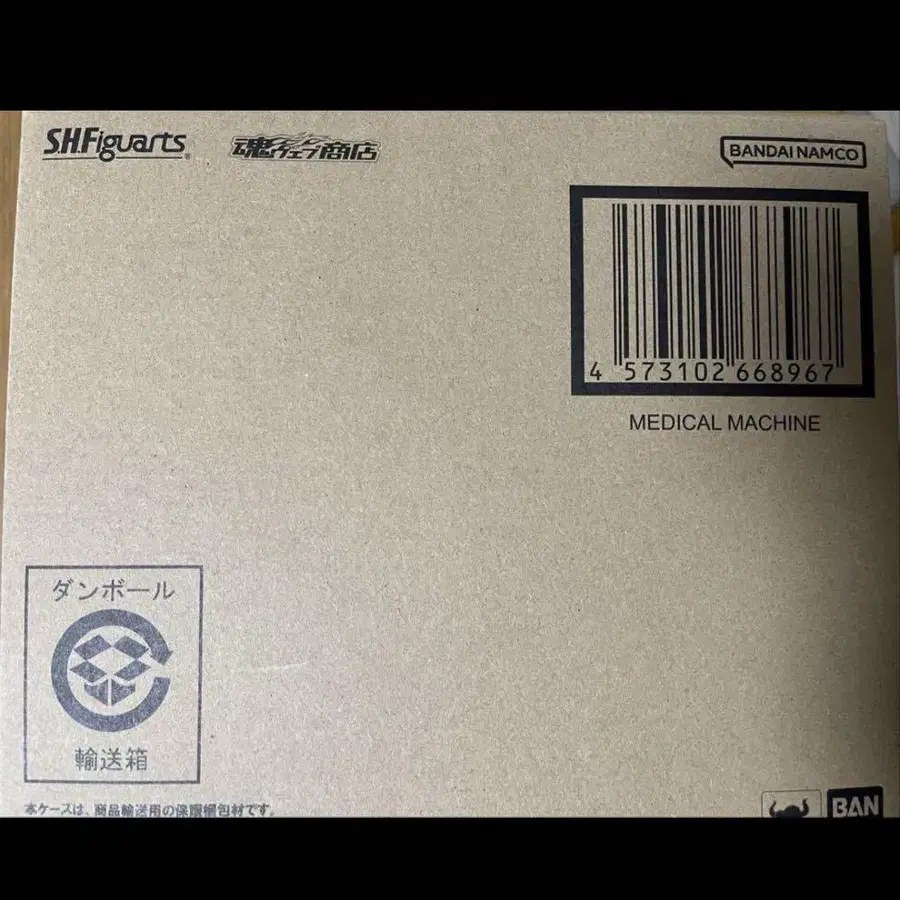 S.H.Figuarts
魂ウェブ商店
BANDAI NAMCO
4 573102 668967
MEDICAL MACHINE
ダンボール
輸送箱
本ケースは、商品輸送用の保護梱包材です。
BAN